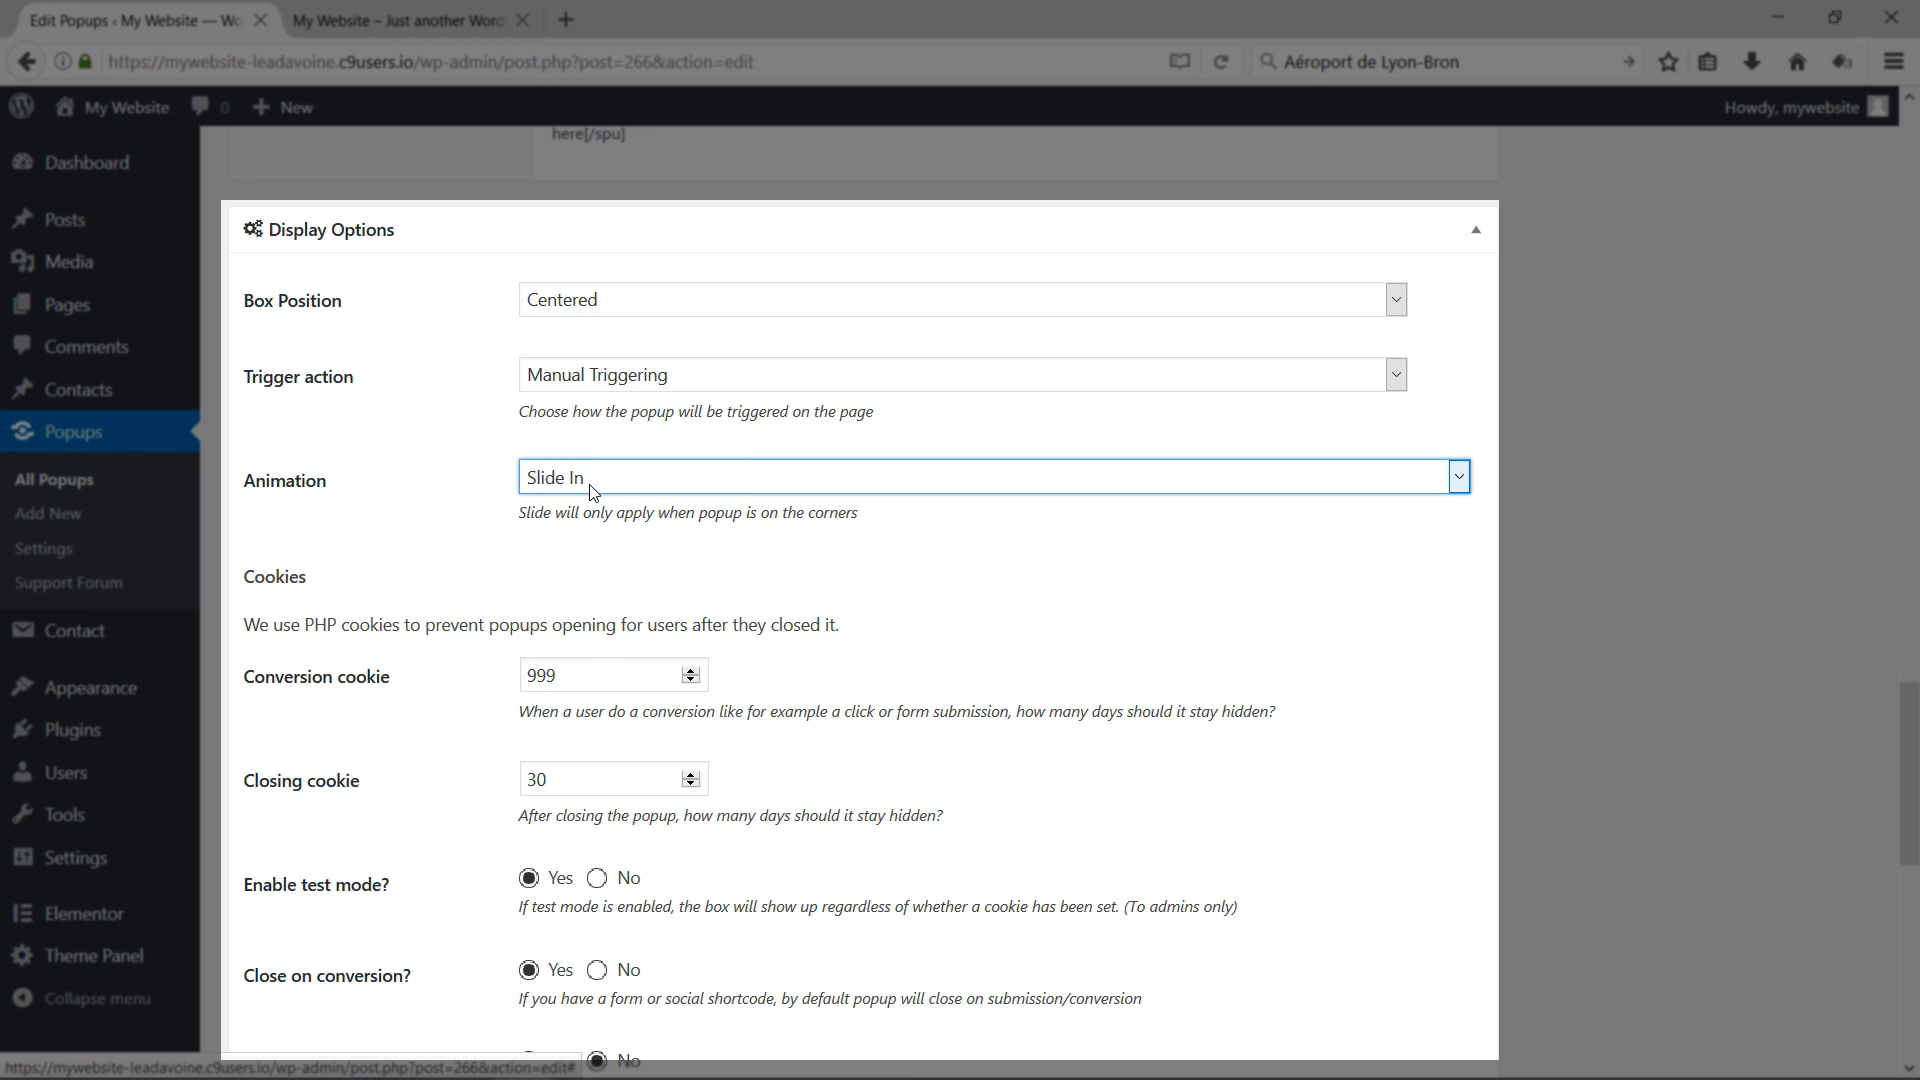 Edit Popups ‹ My Website — Wo
My Website – Just another Word
https://mywebsite-leadavoine.c9users.io/wp-admin/post.php?post=266&action=edit
Aéroport de Lyon-Bron
My Website
0
New
Howdy, mywebsite
here[/spu]
Dashboard
Posts
Media
Pages
Comments
Contacts
Popups
All Popups
Add New
Settings
Support Forum
Contact
Appearance
Plugins
Users
Tools
Settings
Elementor
Theme Panel
Collapse menu
Display Options
Box Position
Centered
Trigger action
Manual Triggering
Choose how the popup will be triggered on the page
Animation
Slide In
Slide will only apply when popup is on the corners
Cookies
We use PHP cookies to prevent popups opening for users after they closed it.
Conversion cookie
999
When a user do a conversion like for example a click or form submission, how many days should it stay hidden?
Closing cookie
30
After closing the popup, how many days should it stay hidden?
Enable test mode?
Yes No
If test mode is enabled, the box will show up regardless of whether a cookie has been set. (To admins only)
Close on conversion?
Yes No
If you have a form or social shortcode, by default popup will close on submission/conversion
No
https://mywebsite-leadavoine.c9users.io/wp-admin/post.php?post=266&action=edit#